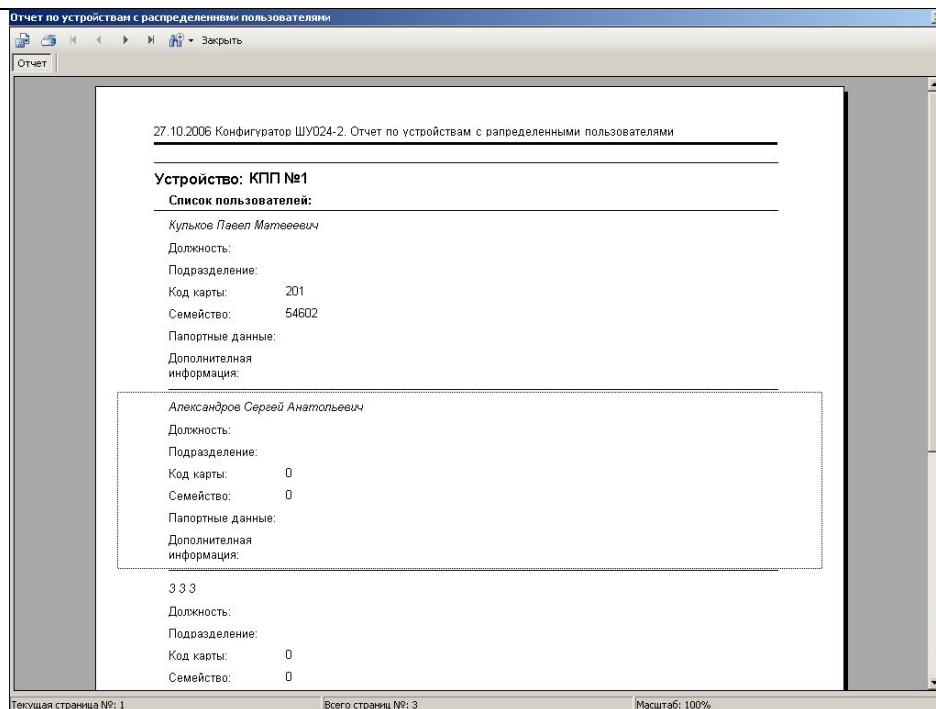 Отчет по устройствам с распределеннвми пользователями
Закрыть
Отчет
27.10.2006 Конфигуратор ШУ024-2. Отчет по устройствам с рапределенными пользователями
Устройство: КПП №1
Список пользователей:
Кульков Павел Матвеевич
Должность:
Подразделение:
Код карты: 201
Семейство: 54602
Папортные данные:
Дополнителная
информация:
Александров Сергей Анатольевич
Должность:
Подразделение:
Код карты: 0
Семейство: 0
Папортные данные:
Дополнителная
информация:
3 3 3
Должность:
Подразделение:
Код карты: 0
Семейство: 0
Текущая страница №: 1 Всего страниц №: 3 Масштаб: 100%